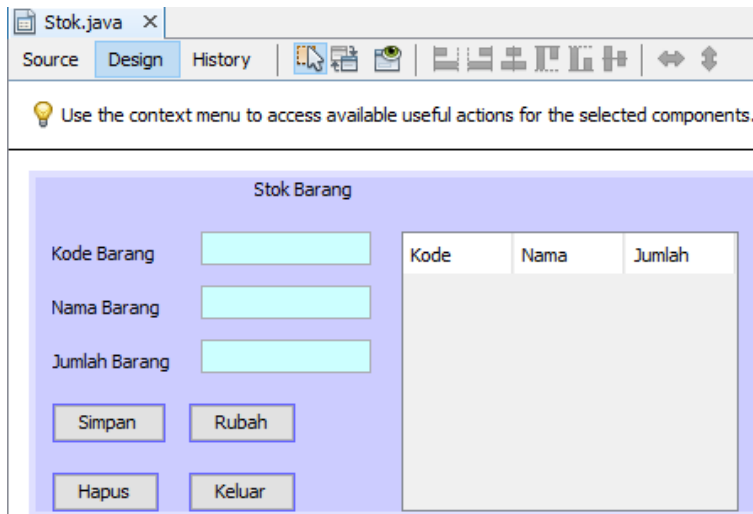 Stok.java
Source Design History
Use the context menu to access available useful actions for the selected components.
Stok Barang
Kode Barang
Nama Barang
Jumlah Barang
Kode Nama Jumlah
Simpan Rubah
Hapus Keluar